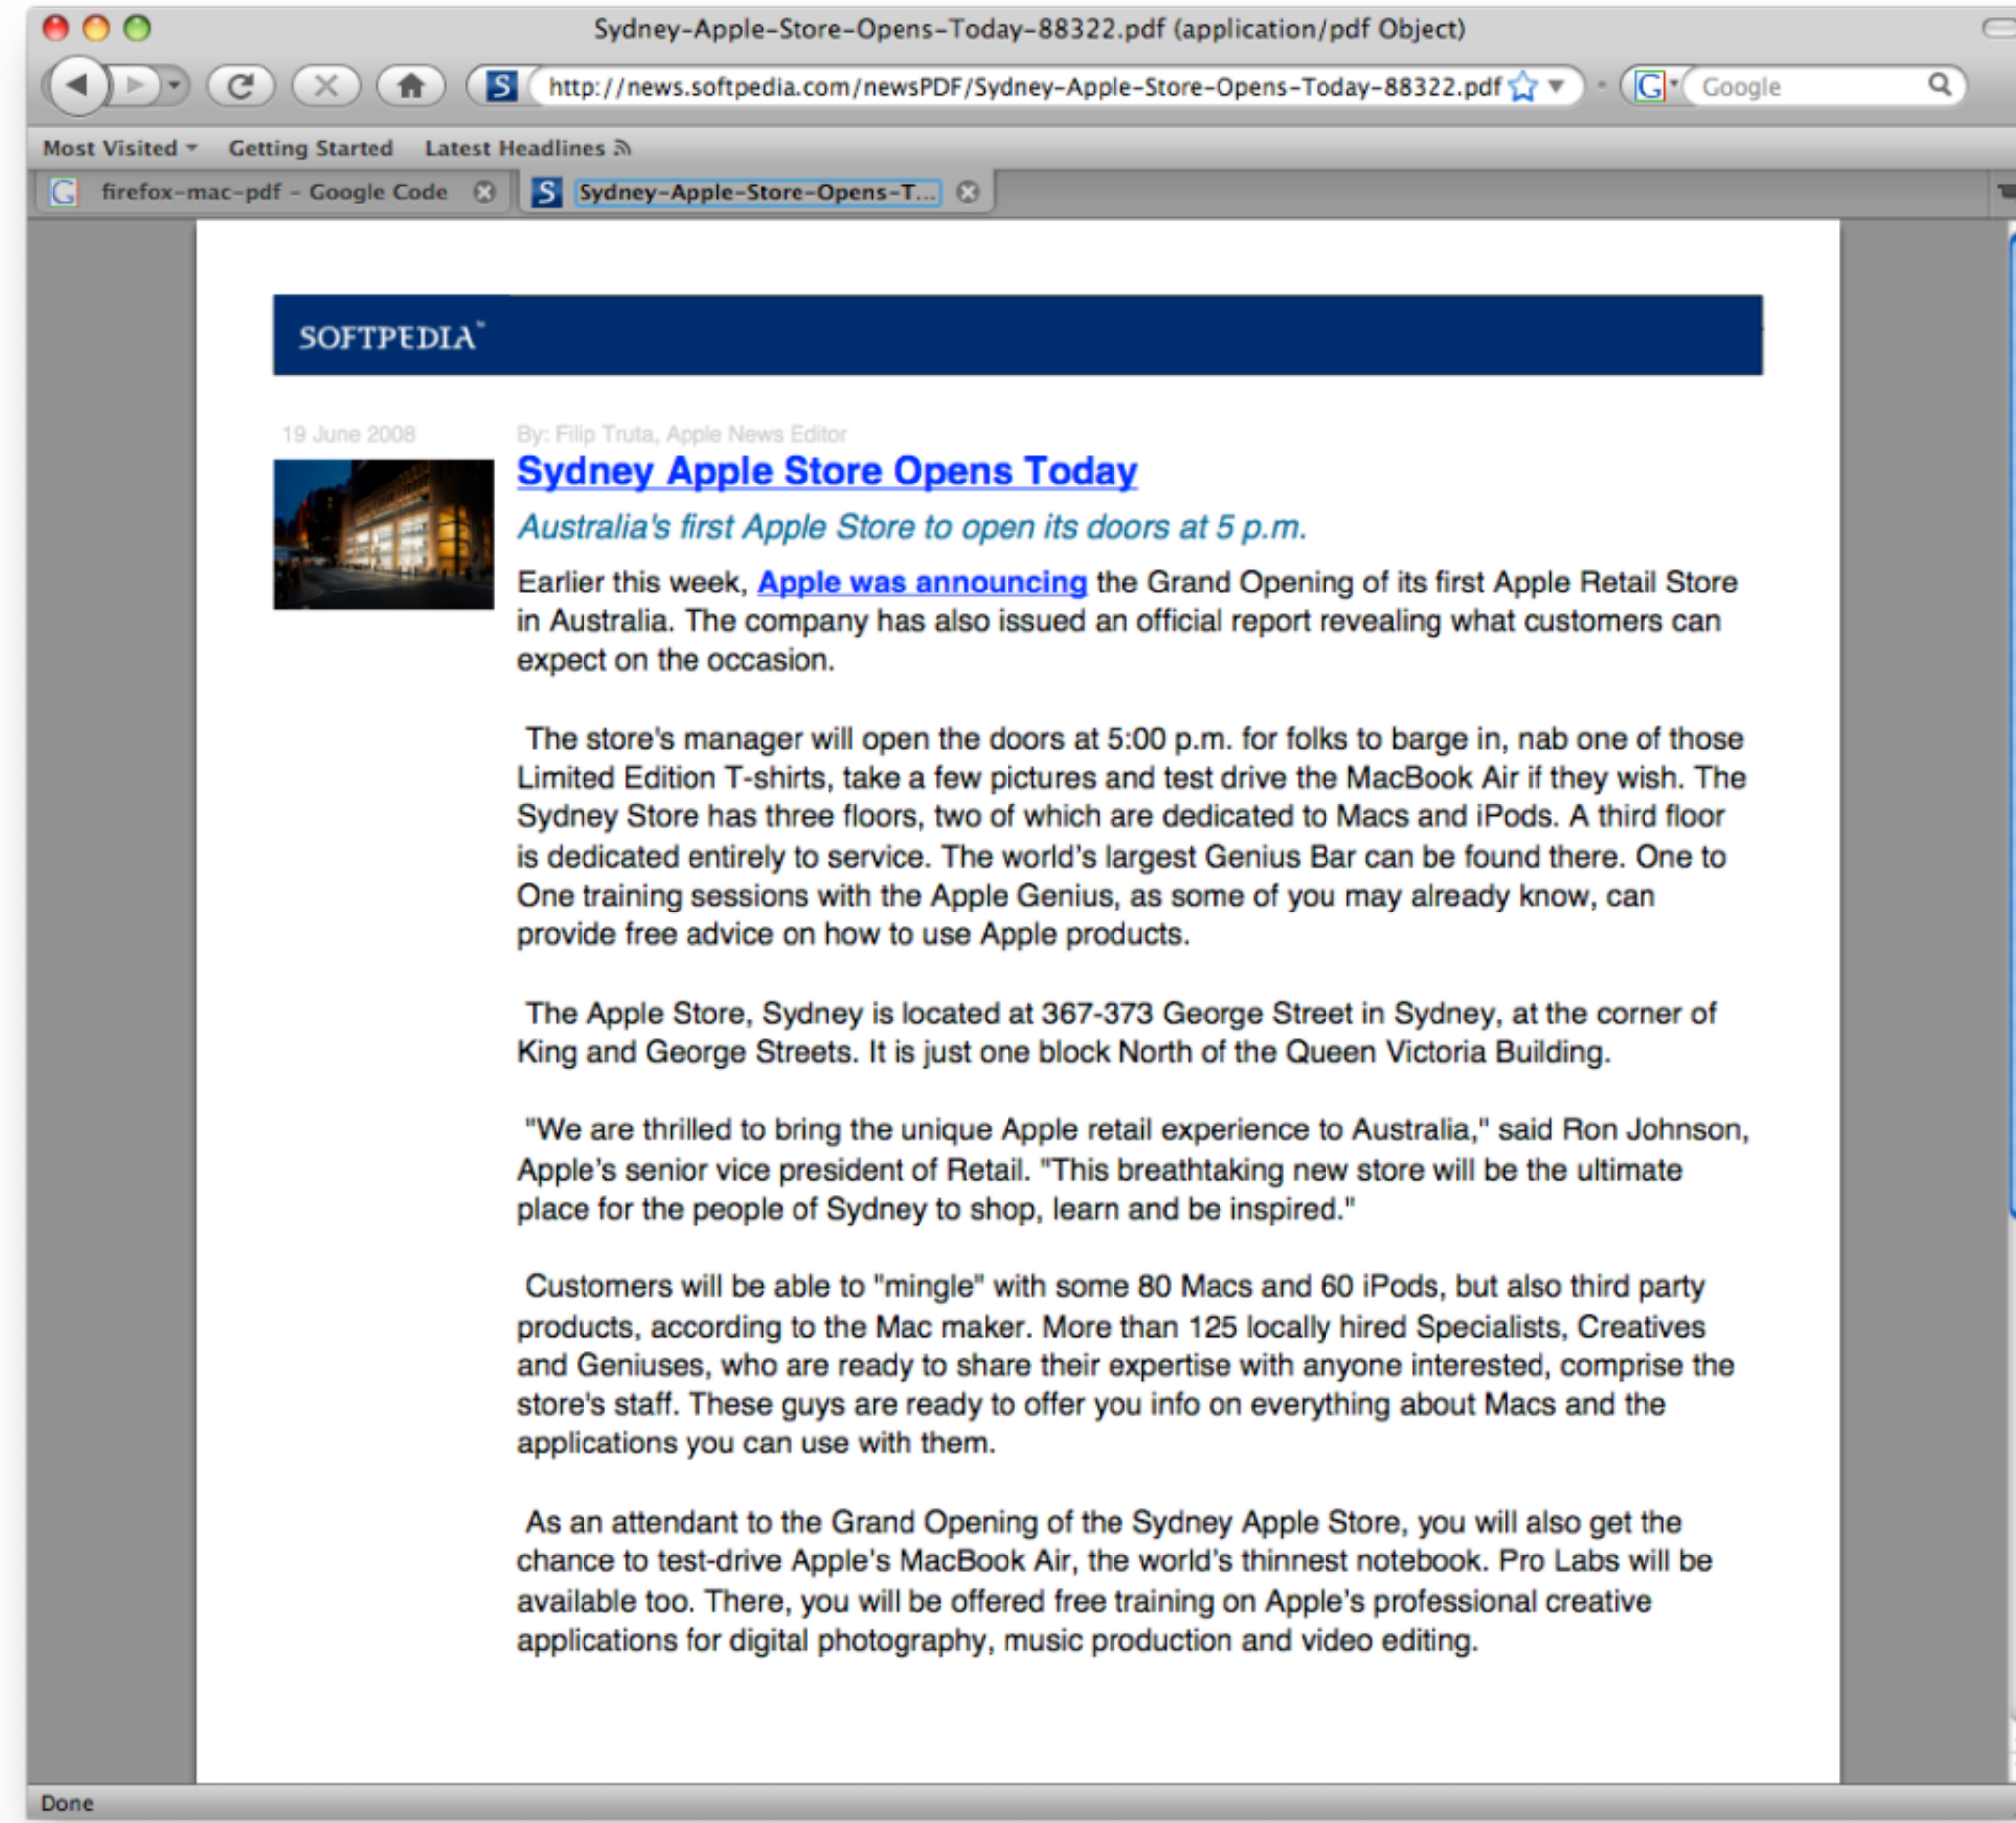 Sydney-Apple-Store-Opens-Today-88322.pdf (application/pdf Object)
S http://news.softpedia.com/newsPDF/Sydney-Apple-Store-Opens-Today-88322.pdf G Google
Most Visited Getting Started Latest Headlines
G firefox-mac-pdf - Google Code S Sydney-Apple-Store-Opens-T...
SOFTPEDIA™
19 June 2008 By: Filip Truta, Apple News Editor
Sydney Apple Store Opens Today
Australia's first Apple Store to open its doors at 5 p.m.
Earlier this week, Apple was announcing the Grand Opening of its first Apple Retail Store
in Australia. The company has also issued an official report revealing what customers can
expect on the occasion.
The store's manager will open the doors at 5:00 p.m. for folks to barge in, nab one of those
Limited Edition T-shirts, take a few pictures and test drive the MacBook Air if they wish. The
Sydney Store has three floors, two of which are dedicated to Macs and iPods. A third floor
is dedicated entirely to service. The world's largest Genius Bar can be found there. One to
One training sessions with the Apple Genius, as some of you may already know, can
provide free advice on how to use Apple products.
The Apple Store, Sydney is located at 367-373 George Street in Sydney, at the corner of
King and George Streets. It is just one block North of the Queen Victoria Building.
"We are thrilled to bring the unique Apple retail experience to Australia," said Ron Johnson,
Apple's senior vice president of Retail. "This breathtaking new store will be the ultimate
place for the people of Sydney to shop, learn and be inspired."
Customers will be able to "mingle" with some 80 Macs and 60 iPods, but also third party
products, according to the Mac maker. More than 125 locally hired Specialists, Creatives
and Geniuses, who are ready to share their expertise with anyone interested, comprise the
store's staff. These guys are ready to offer you info on everything about Macs and the
applications you can use with them.
As an attendant to the Grand Opening of the Sydney Apple Store, you will also get the
chance to test-drive Apple's MacBook Air, the world's thinnest notebook. Pro Labs will be
available too. There, you will be offered free training on Apple's professional creative
applications for digital photography, music production and video editing.
Done